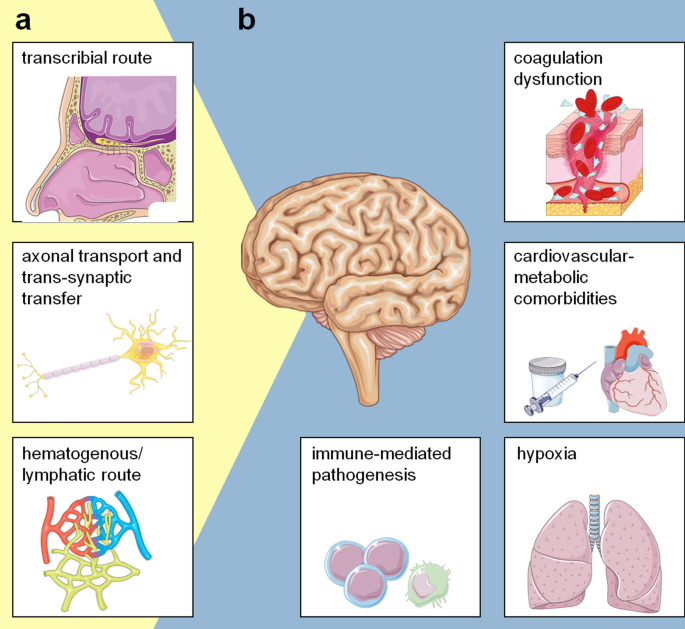 a
transcribial route
axonal transport and
trans-synaptic
transfer
hematogenous/
lymphatic route
b
coagulation
dysfunction
cardiovascular-
metabolic
comorbidities
immune-mediated
pathogenesis
hypoxia